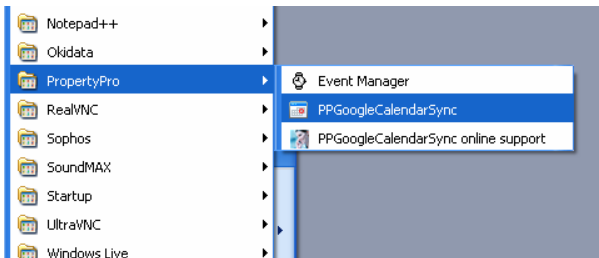 Notepad++
Okidata
PropertyPro
Event Manager
RealVNC
PPGoogleCalendarSync
Sophos
PPGoogleCalendarSync online support
SoundMAX
Startup
UltraVNC
Windows Live